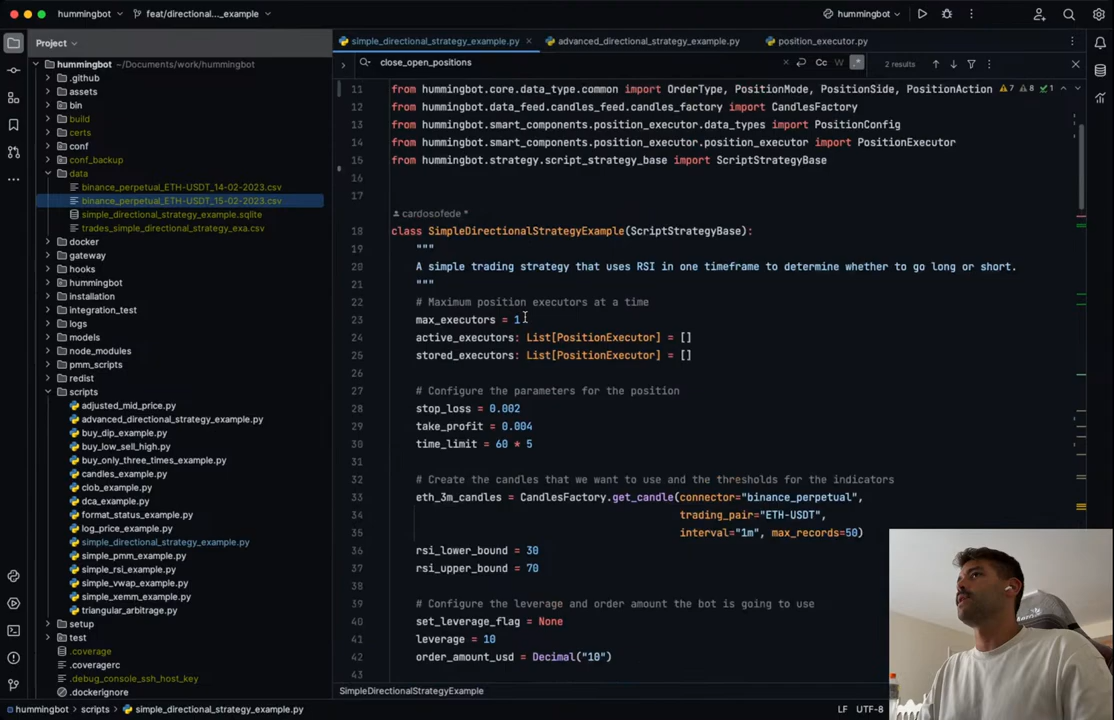 hummingbot
feat/directional..._example
hummingbot
Project
simple_directional_strategy_example.py
advanced_directional_strategy_example.py
position_executor.py
close_open_positions
Cc
W
.*
2 results
hummingbot ~/Documents/work/hummingbot
.github
assets
bin
build
certs
conf
conf_backup
data
binance_perpetual_ETH-USDT_14-02-2023.csv
binance_perpetual_ETH-USDT_15-02-2023.csv
simple_directional_strategy_example.sqlite
trades_simple_directional_strategy_exa.csv
docker
gateway
hooks
hummingbot
installation
integration_test
logs
models
node_modules
pmm_scripts
redist
scripts
adjusted_mid_price.py
advanced_directional_strategy_example.py
buy_dip_example.py
buy_low_sell_high.py
buy_only_three_times_example.py
candles_example.py
clob_example.py
dca_example.py
format_status_example.py
log_price_example.py
simple_directional_strategy_example.py
simple_pmm_example.py
simple_rsi_example.py
simple_vwap_example.py
simple_xemm_example.py
triangular_arbitrage.py
setup
test
.coverage
.coveragerc
.debug_console_ssh_host_key
.dockerignore
11 from hummingbot.core.data_type.common import OrderType, PositionMode, PositionSide, PositionAction
7 8 1
12 from hummingbot.data_feed.candles_feed.candles_factory import CandlesFactory
13 from hummingbot.smart_components.position_executor.data_types import PositionConfig
14 from hummingbot.smart_components.position_executor.position_executor import PositionExecutor
15 from hummingbot.strategy.script_strategy_base import ScriptStrategyBase
16
17
cardosofede *
18 class SimpleDirectionalStrategyExample(ScriptStrategyBase):
19 """
20 A simple trading strategy that uses RSI in one timeframe to determine whether to go long or short.
21 """
22 # Maximum position executors at a time
23 max_executors = 1
24 active_executors: List[PositionExecutor] = []
25 stored_executors: List[PositionExecutor] = []
26
27 # Configure the parameters for the position
28 stop_loss = 0.002
29 take_profit = 0.004
30 time_limit = 60 * 5
31
32 # Create the candles that we want to use and the thresholds for the indicators
33 eth_3m_candles = CandlesFactory.get_candle(connector="binance_perpetual",
34 trading_pair="ETH-USDT",
35 interval="1m", max_records=50)
36 rsi_lower_bound = 30
37 rsi_upper_bound = 70
38
39 # Configure the leverage and order amount the bot is going to use
40 set_leverage_flag = None
41 leverage = 10
42 order_amount_usd = Decimal("10")
43
SimpleDirectionalStrategyExample
hummingbot > scripts > simple_directional_strategy_example.py
LF UTF-8